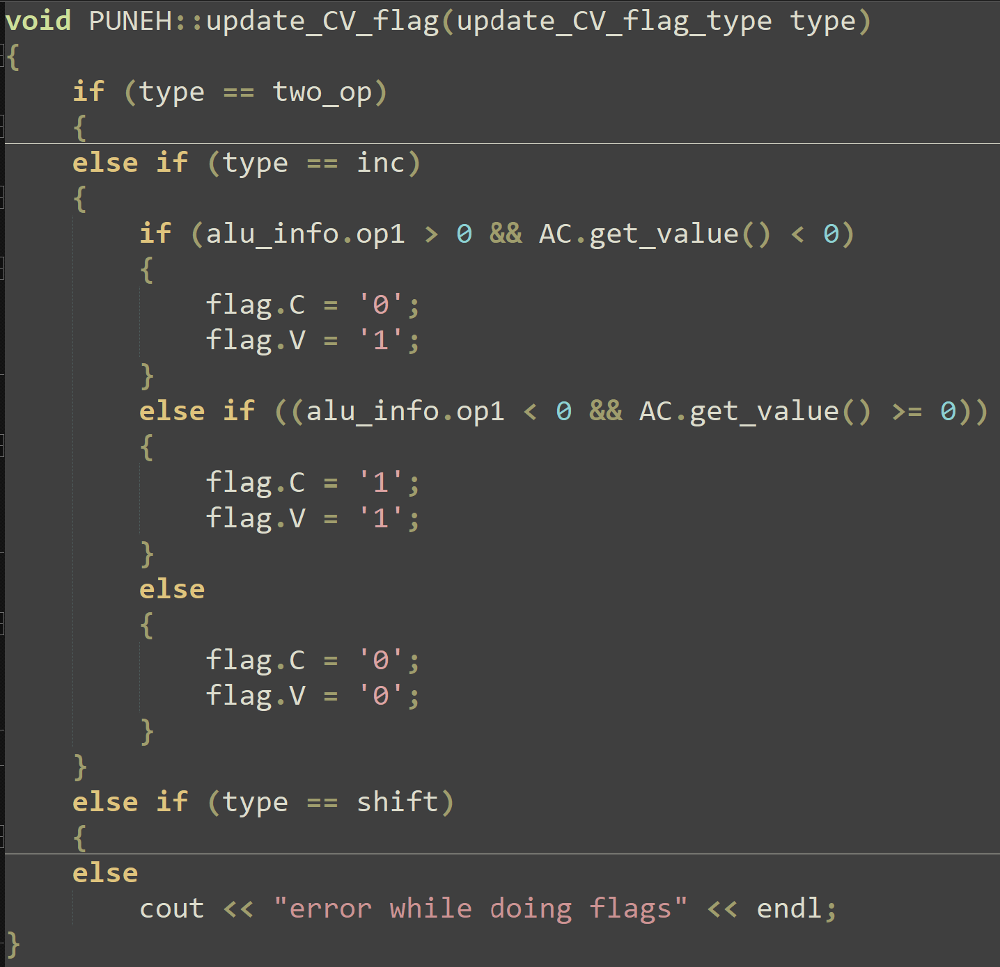 void PUNEH::update_CV_flag(update_CV_flag_type type)
{
    if (type == two_op)
    {
    else if (type == inc)
    {
        if (alu_info.op1 > 0 && AC.get_value() < 0)
        {
            flag.C = '0';
            flag.V = '1';
        }
        else if ((alu_info.op1 < 0 && AC.get_value() >= 0))
        {
            flag.C = '1';
            flag.V = '1';
        }
        else
        {
            flag.C = '0';
            flag.V = '0';
        }
    }
    else if (type == shift)
    {
    else
        cout << "error while doing flags" << endl;
}